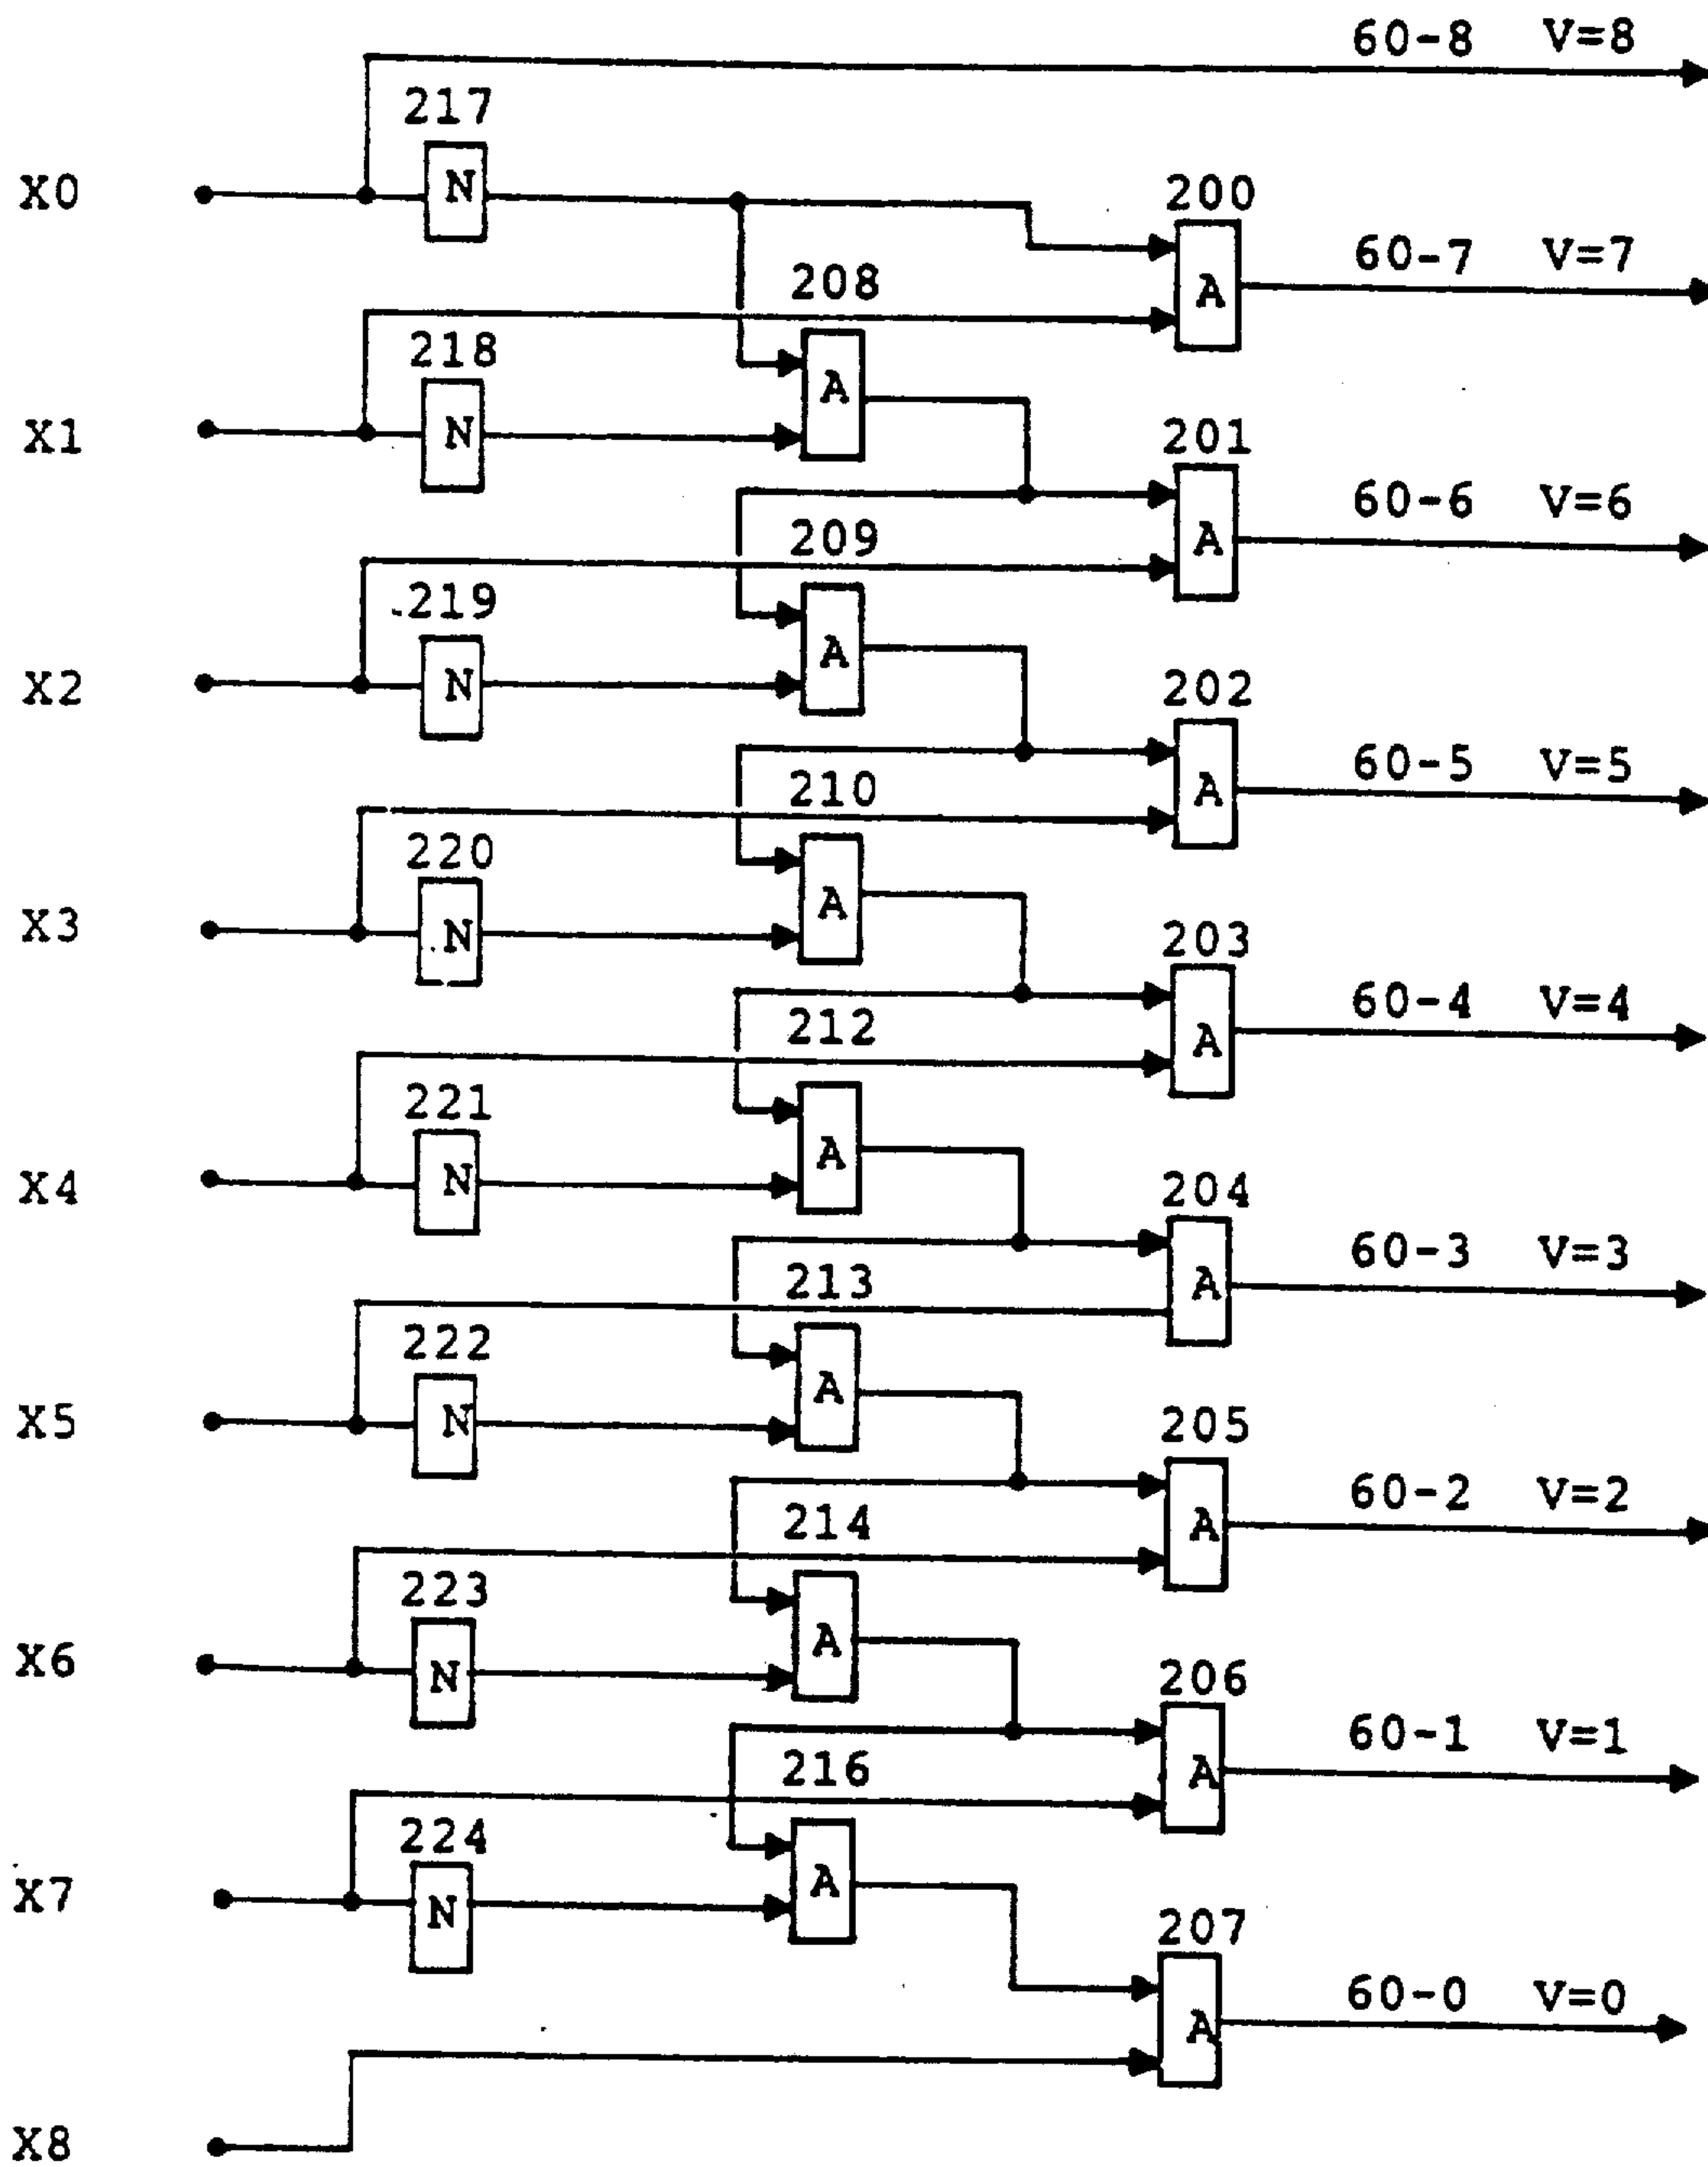 60-8 V=8
217
X0 N 200
60-7 V=7
208
A
218
A
X1 N 201
60-6 V=6
209
A
219
A
X2 N 202
60-5 V=5
210
A
220
A
X3 N 203
60-4 V=4
212
A
221
A
X4 N 204
60-3 V=3
213
A
222
A
X5 N 205
60-2 V=2
214
A
223
A
X6 N 206
60-1 V=1
216
A
224
A
X7 N 207
60-0 V=0
A
X8